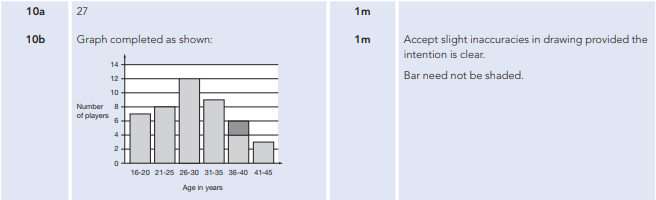 10a 27 1m
10b Graph completed as shown: 1m Accept slight inaccuracies in drawing provided the
intention is clear.
Bar need not be shaded.
14
12
10
Number 8
of players 6
4
2
0
16-20 21-25 26-30 31-35 36-40 41-45
Age in years